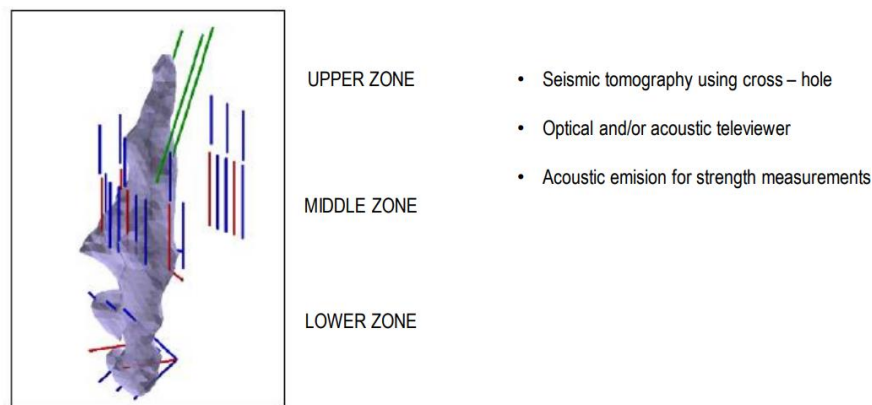 UPPER ZONE
MIDDLE ZONE
LOWER ZONE
• Seismic tomography using cross – hole
• Optical and/or acoustic televiewer
• Acoustic emision for strength measurements